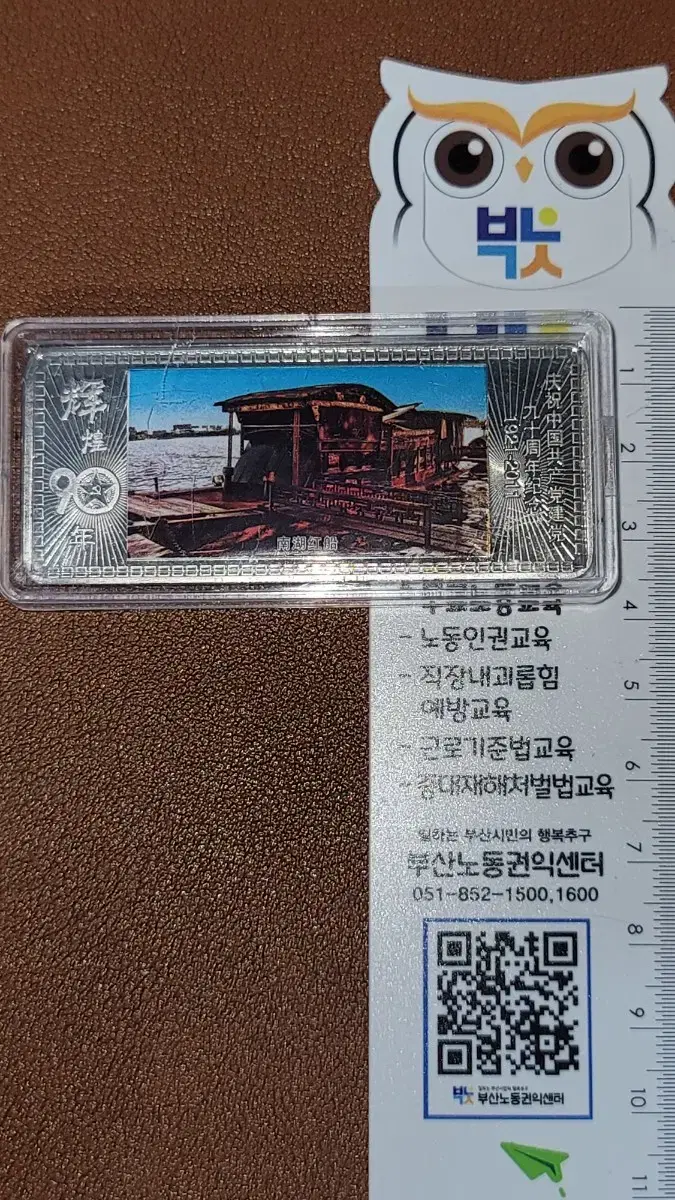 벗
辉
煌
90
年
南湖红船
庆祝中国共产党建党
九十周年纪念
1921-2011
1
2
3
4
5
6
7
8
9
10
11
- 노동인권교육
- 직장내괴롭힘
예방교육
- 근로기준법교육
- 중대재해처벌법교육
일하는 부산시민의 행복추구
부산노동권익센터
051-852-1500,1600
부산노동권익센터